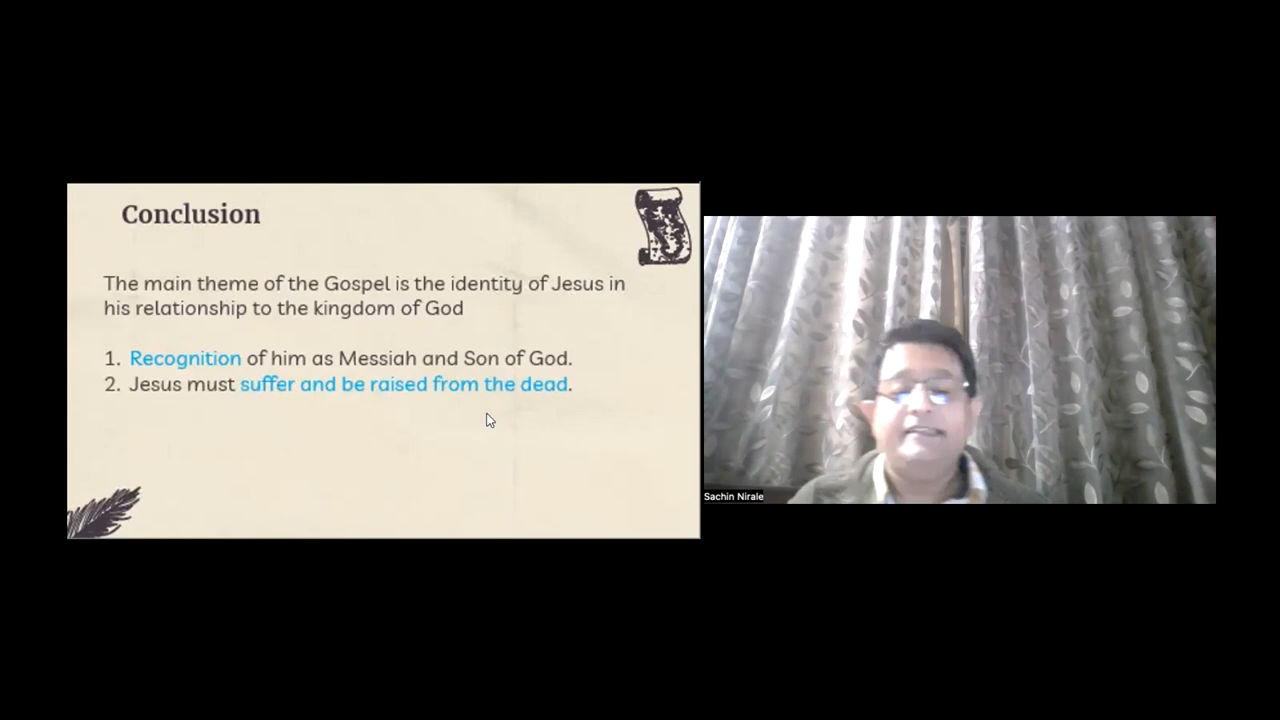 Conclusion
The main theme of the Gospel is the identity of Jesus in
his relationship to the kingdom of God
1. Recognition of him as Messiah and Son of God.
2. Jesus must suffer and be raised from the dead.
Sachin Nirale